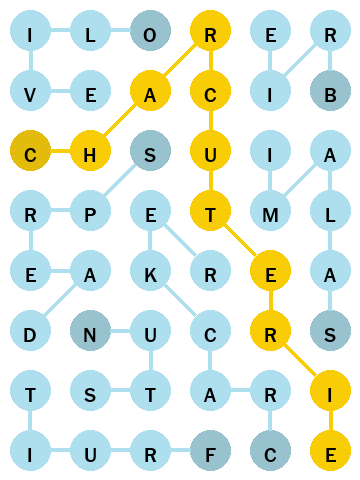 I L O R E R
V E A C I B
C H S U I A
R P E T M L
E A K R E A
D N U C R S
T S T A R I
I U R F C E